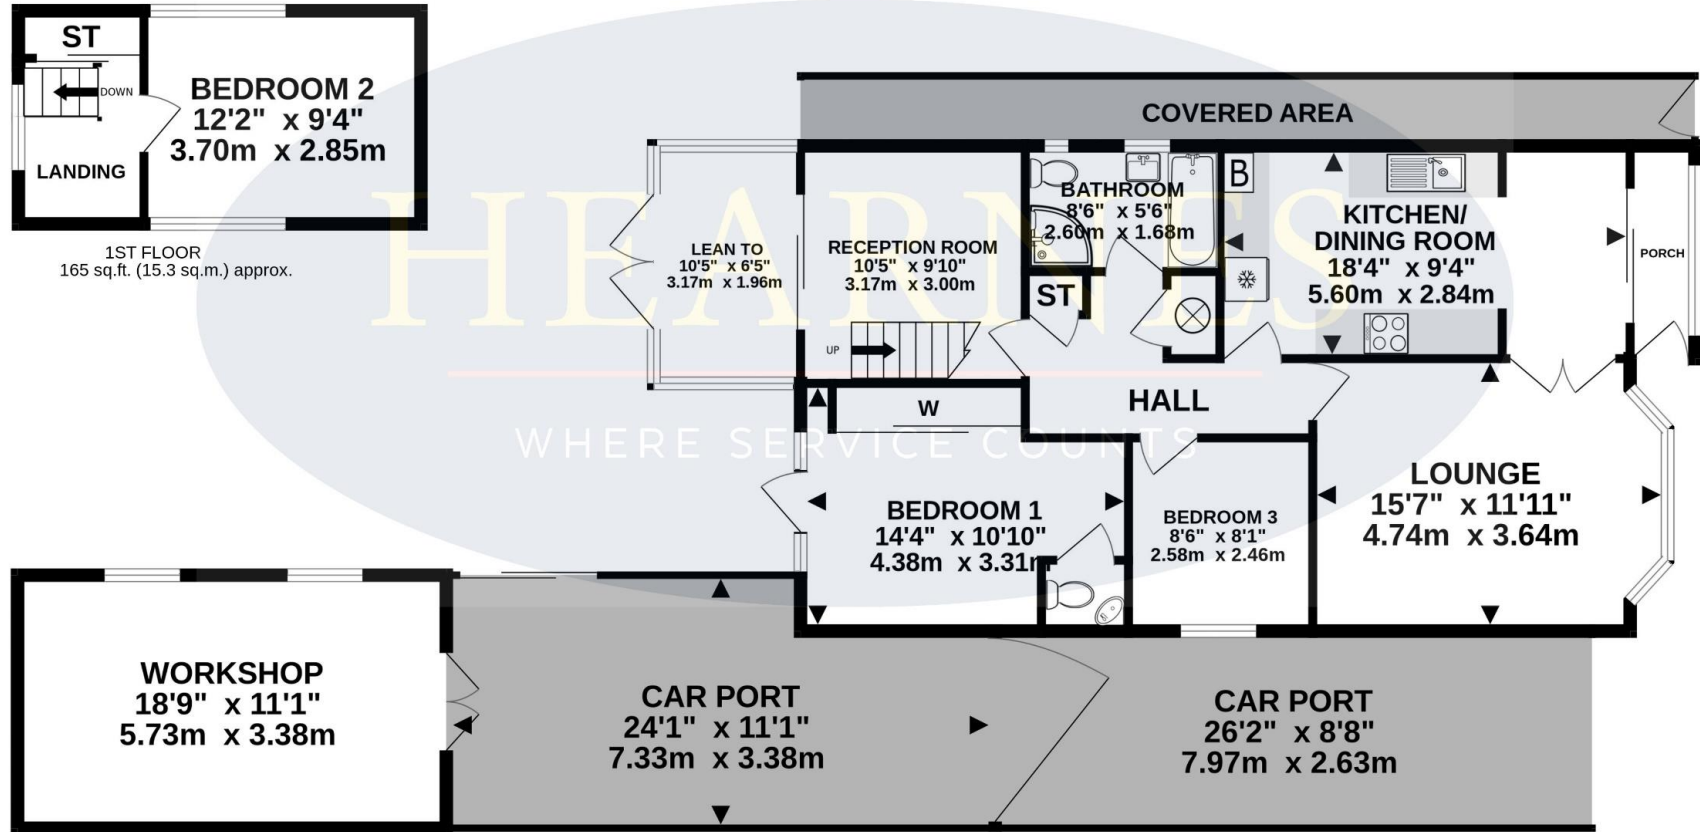 ST
DOWN
LANDING
BEDROOM 2
12'2" x 9'4"
3.70m x 2.85m
1ST FLOOR
165 sq.ft. (15.3 sq.m.) approx.
COVERED AREA
LEAN TO
10'5" x 6'5"
3.17m x 1.96m
RECEPTION ROOM
10'5" x 9'10"
3.17m x 3.00m
UP
BATHROOM
8'6" x 5'6"
2.60m x 1.68m
ST
B
KITCHEN/
DINING ROOM
18'4" x 9'4"
5.60m x 2.84m
PORCH
HEARNES
WHERE SERVICE COUNTS
W
HALL
BEDROOM 1
14'4" x 10'10"
4.38m x 3.31m
BEDROOM 3
8'6" x 8'1"
2.58m x 2.46m
LOUNGE
15'7" x 11'11"
4.74m x 3.64m
WORKSHOP
18'9" x 11'1"
5.73m x 3.38m
CAR PORT
24'1" x 11'1"
7.33m x 3.38m
CAR PORT
26'2" x 8'8"
7.97m x 2.63m